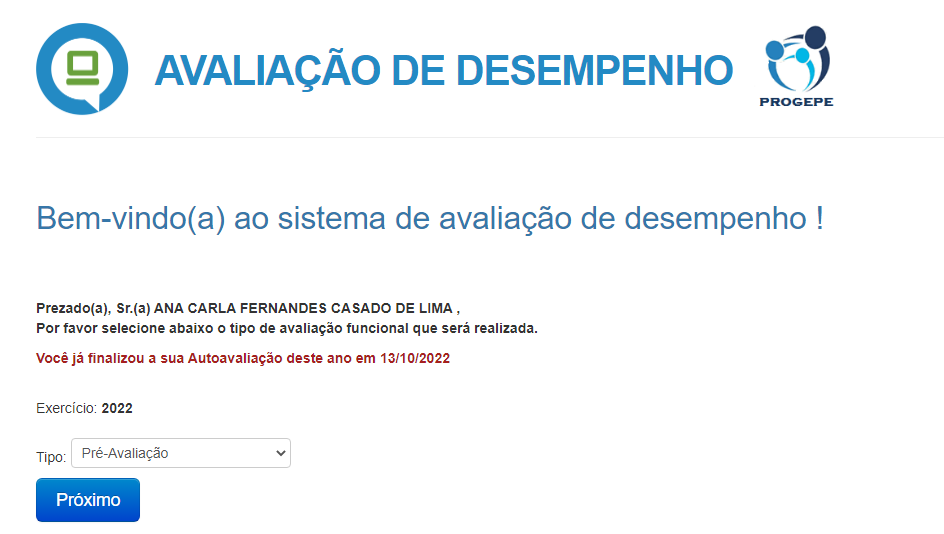 AVALIAÇÃO DE DESEMPENHO
PROGEPE
Bem-vindo(a) ao sistema de avaliação de desempenho !
Prezado(a), Sr.(a) ANA CARLA FERNANDES CASADO DE LIMA ,
Por favor selecione abaixo o tipo de avaliação funcional que será realizada.
Você já finalizou a sua Autoavaliação deste ano em 13/10/2022
Exercício: 2022
Tipo: Pré-Avaliação
Próximo